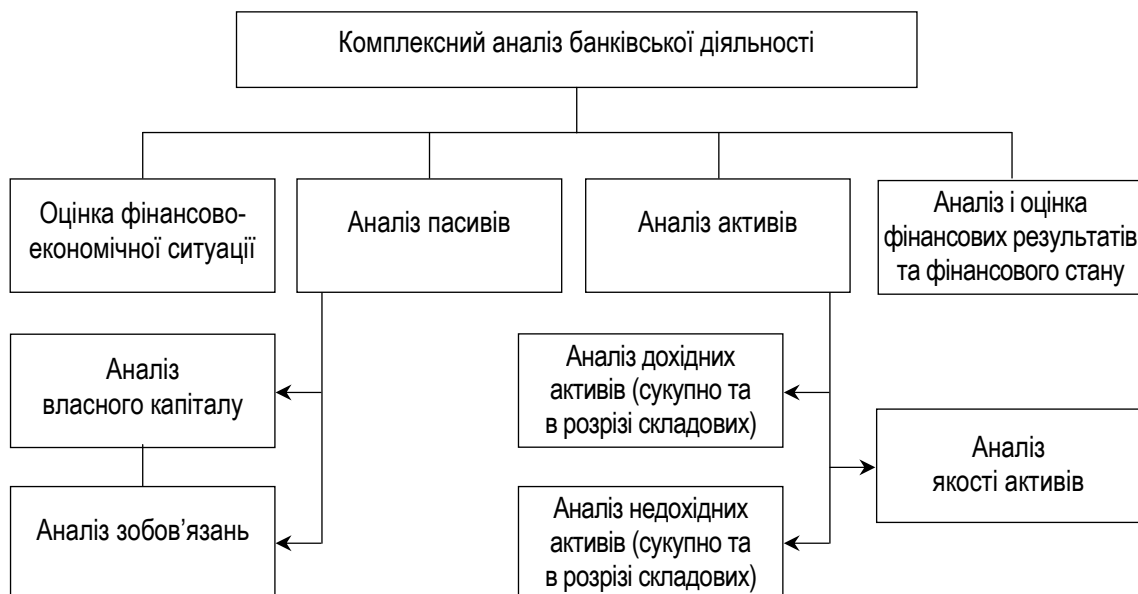 Комплексний аналіз банківської діяльності
Оцінка фінансово-
економічної ситуації
Аналіз пасивів
Аналіз активів
Аналіз і оцінка
фінансових результатів
та фінансового стану
Аналіз
власного капіталу
Аналіз дохідних
активів (сукупно та
в розрізі складових)
Аналіз
якості активів
Аналіз зобов’язань
Аналіз недохідних
активів (сукупно та
в розрізі складових)